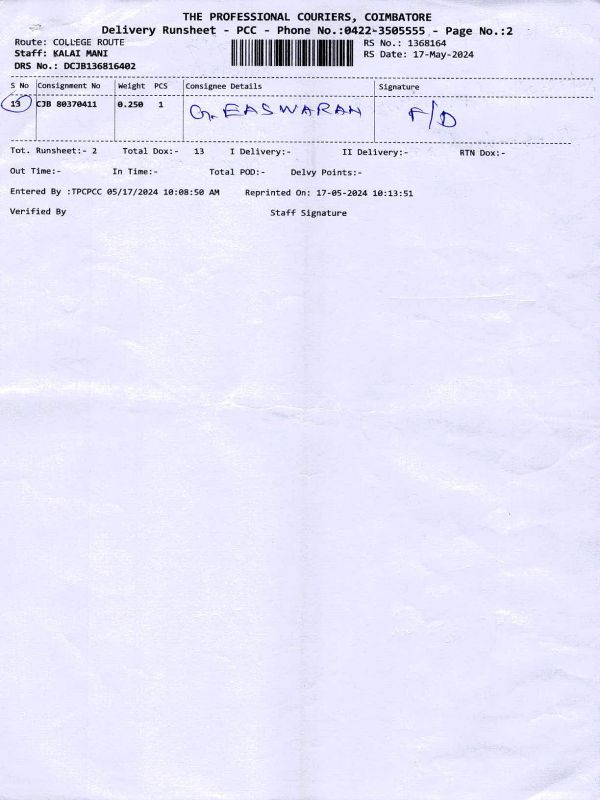 THE PROFESSIONAL COURIERS, COIMBATORE
Delivery Runsheet - PCC - Phone No.:0422-3505555 - Page No.:2
Route: COLLEGE ROUTE RS No.: 1368164
Staff: KALAI MANI RS Date: 17-May-2024
DRS No.: DCJB136816402
S No Consignment No Weight PCS Consignee Details Signature
13 CJB 80370411 0.250 1 G. EASWARAN F/D
Tot. Runsheet:- 2 Total Dox:- 13 I Delivery:- II Delivery:- RTN Dox:-
Out Time:- In Time:- Total POD:- Delvy Points:-
Entered By :TPCPCC 05/17/2024 10:08:50 AM Reprinted On: 17-05-2024 10:13:51
Verified By Staff Signature